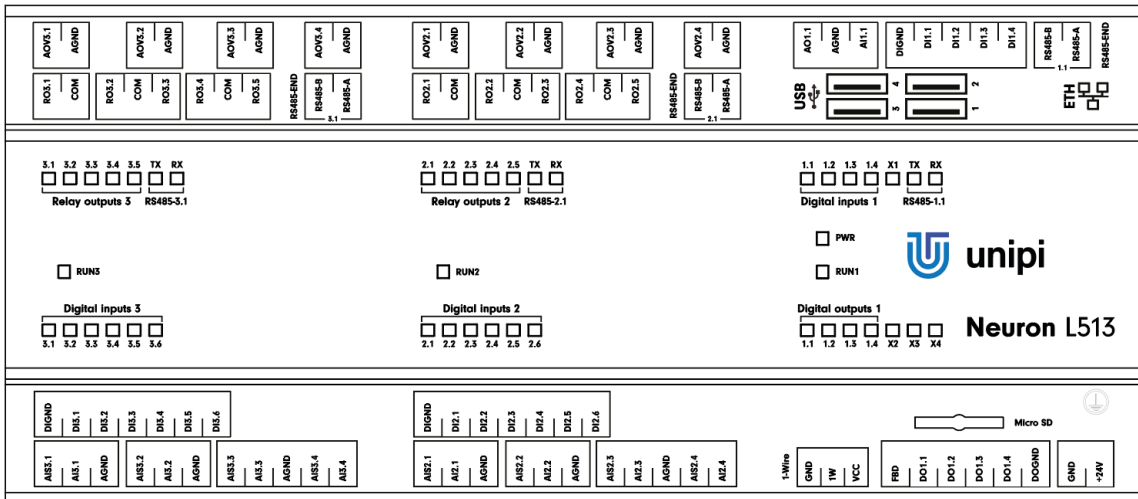 AOV3.1 AGND AOV3.2 AGND AOV3.3 AGND AOV3.4 AGND AOV2.1 AGND AOV2.2 AGND AOV2.3 AGND AOV2.4 AGND AO1.1 AGND AI1.1 DIGND DI1.1 DI1.2 DI1.3 DI1.4 RS485-B RS485-A RS485-END
1.1
RO3.1 COM RO3.2 COM RO3.3 RO3.4 COM RO3.5 RS485-END RS485-B RS485-A RO2.1 COM RO2.2 COM RO2.3 RO2.4 COM RO2.5 RS485-END RS485-B RS485-A USB 4 2 ETH
3 1
3.1 2.1
3.1 3.2 3.3 3.4 3.5 TX RX 2.1 2.2 2.3 2.4 2.5 TX RX 1.1 1.2 1.3 1.4 X1 TX RX
Relay outputs 3 RS485-3.1 Relay outputs 2 RS485-2.1 Digital inputs 1 RS485-1.1
PWR
unipi
RUN3 RUN2 RUN1
Digital inputs 3 Digital inputs 2 Digital outputs 1
Neuron L513
3.1 3.2 3.3 3.4 3.5 3.6 2.1 2.2 2.3 2.4 2.5 2.6 1.1 1.2 1.3 1.4 X2 X3 X4
DIGND DI3.1 DI3.2 DI3.3 DI3.4 DI3.5 DI3.6 DIGND DI2.1 DI2.2 DI2.3 DI2.4 DI2.5 DI2.6 Micro SD
AIS3.1 AI3.1 AGND AIS3.2 AI3.2 AGND AIS3.3 AI3.3 AGND AIS3.4 AI3.4 AIS2.1 AI2.1 AGND AIS2.2 AI2.2 AGND AIS2.3 AI2.3 AGND AIS2.4 AI2.4 1-Wire GND 1W VCC FBD DO1.1 DO1.2 DO1.3 DO1.4 DOGND GND +24V